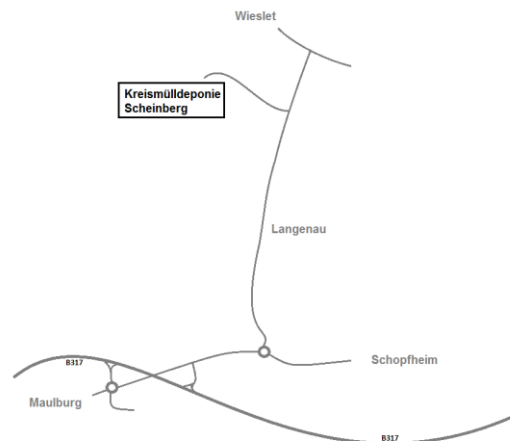 Wieslet
Kreismülldeponie
Scheinberg
Langenau
B317
Schopfheim
Maulburg
B317